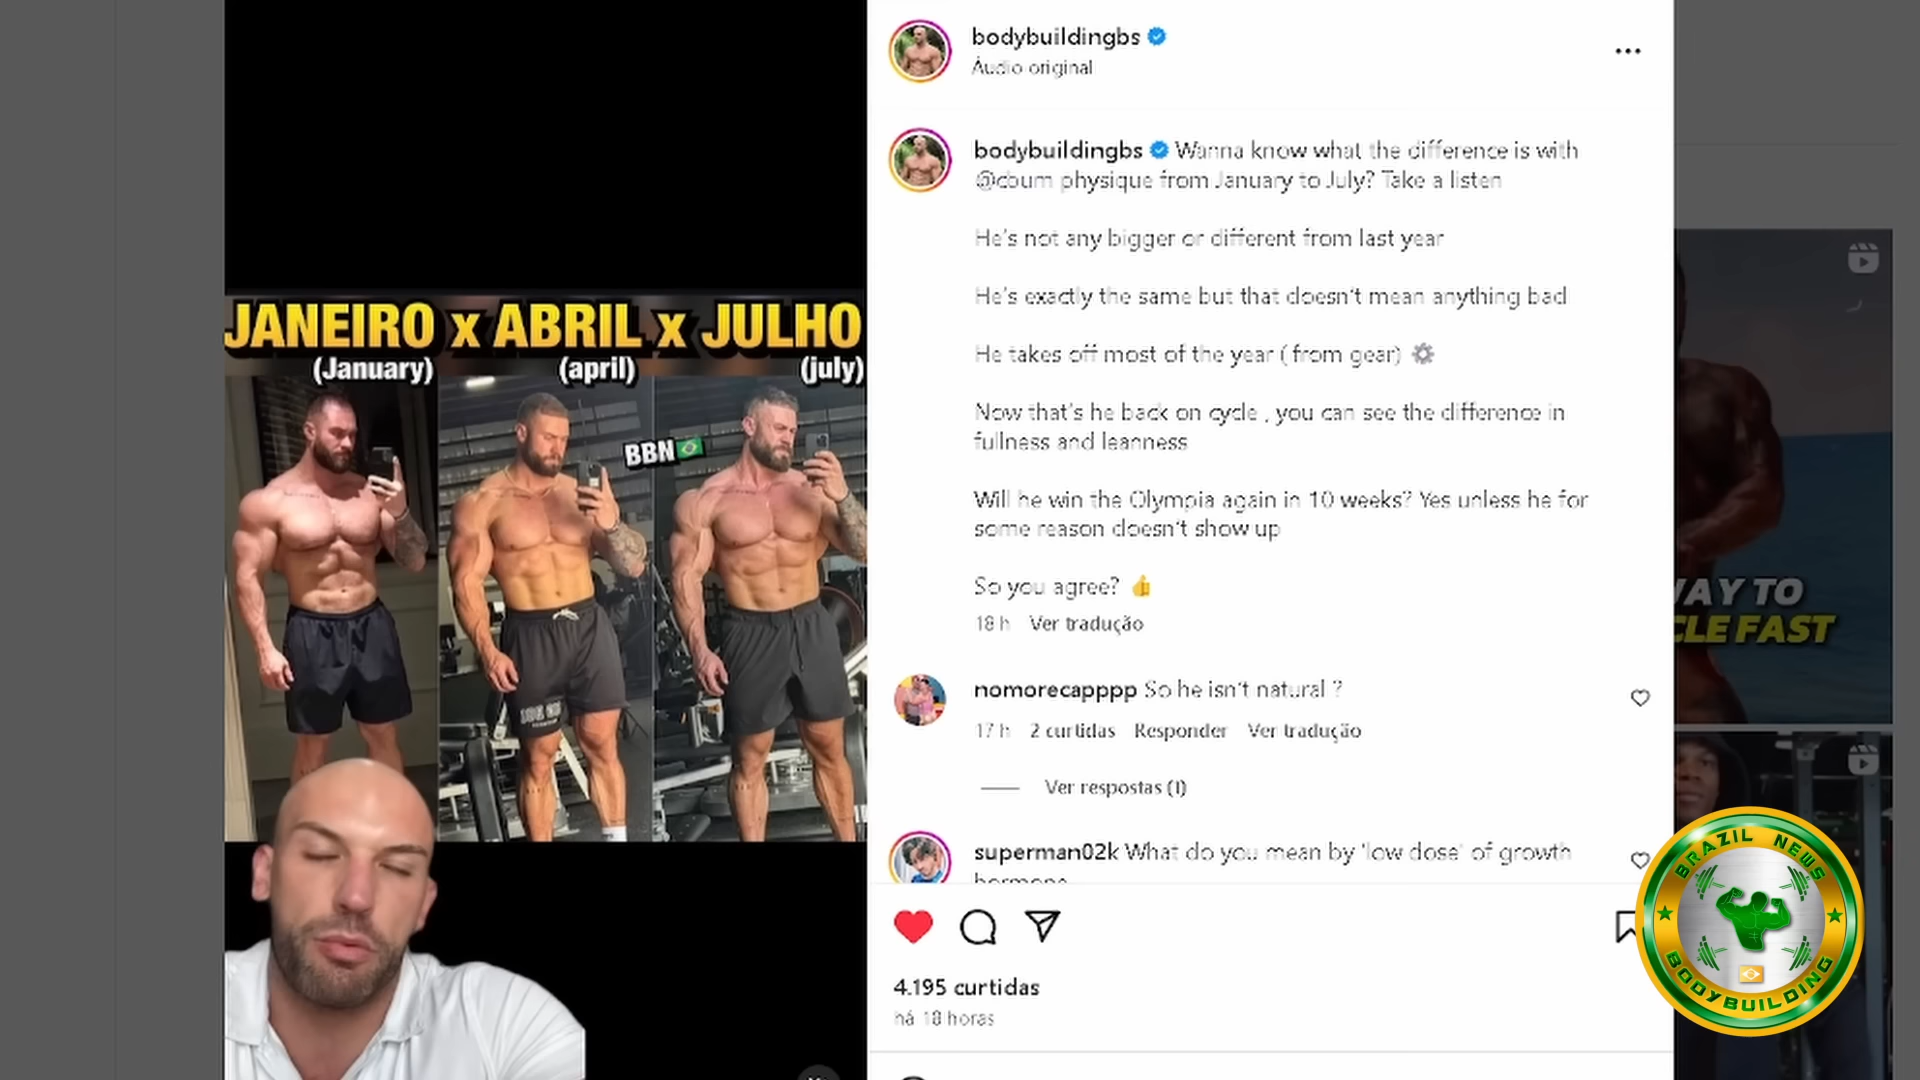 JANEIRO x ABRIL x JULHO
(January) (april) (july)
BBN
bodybuildingbs
Áudio original
bodybuildingbs Wanna know what the difference is with
@cbum physique from January to July? Take a listen
He's not any bigger or different from last year
He's exactly the same but that doesn't mean anything bad
He takes off most of the year ( from gear) ⚙️
Now that's he back on cycle , you can see the difference in
fullness and leanness
Will he win the Olympia again in 10 weeks? Yes unless he for
some reason doesn't show up
So you agree? 👍
18 h Ver tradução
nomorecapppp So he isn't natural ?
17 h 2 curtidas Responder Ver tradução
Ver respostas (1)
superman02k What do you mean by 'low dose' of growth
hormone
4.195 curtidas
há 18 horas
AY TO
CLE FAST
BRAZIL NEWS
BODYBUILDING